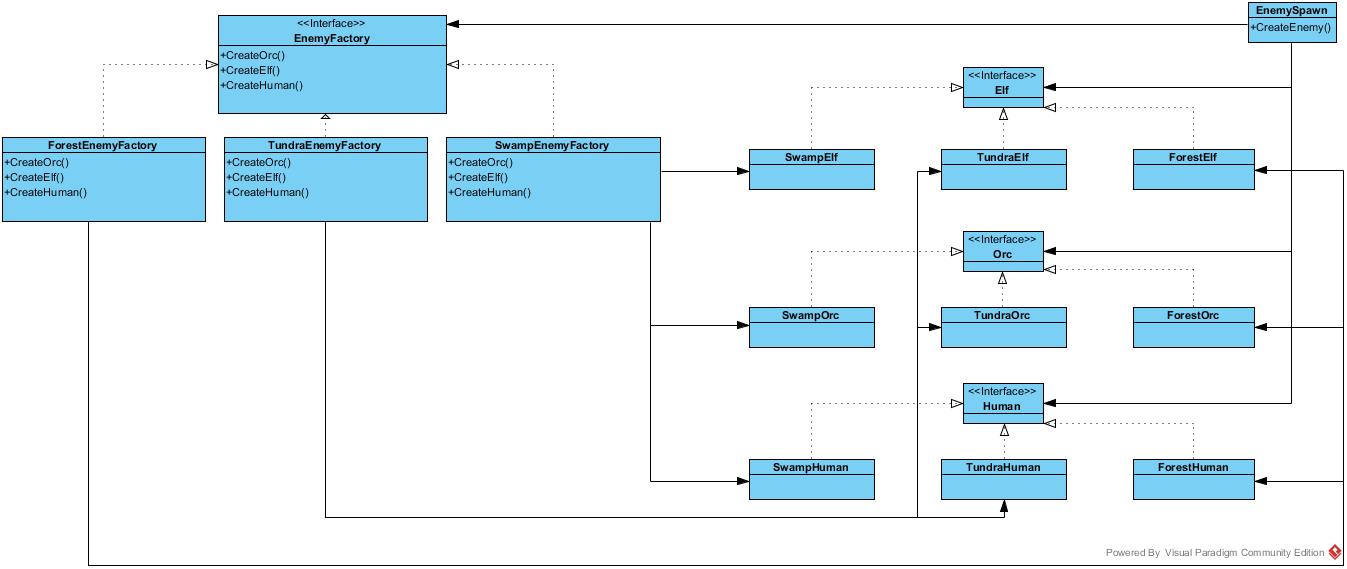 EnemySpawn
+CreateEnemy()
<<Interface>>
EnemyFactory
+CreateOrc()
+CreateElf()
+CreateHuman()
<<Interface>>
Elf
ForestEnemyFactory
+CreateOrc()
+CreateElf()
+CreateHuman()
TundraEnemyFactory
+CreateOrc()
+CreateElf()
+CreateHuman()
SwampEnemyFactory
+CreateOrc()
+CreateElf()
+CreateHuman()
SwampElf
TundraElf
ForestElf
<<Interface>>
Orc
SwampOrc
TundraOrc
ForestOrc
<<Interface>>
Human
SwampHuman
TundraHuman
ForestHuman
Powered By Visual Paradigm Community Edition